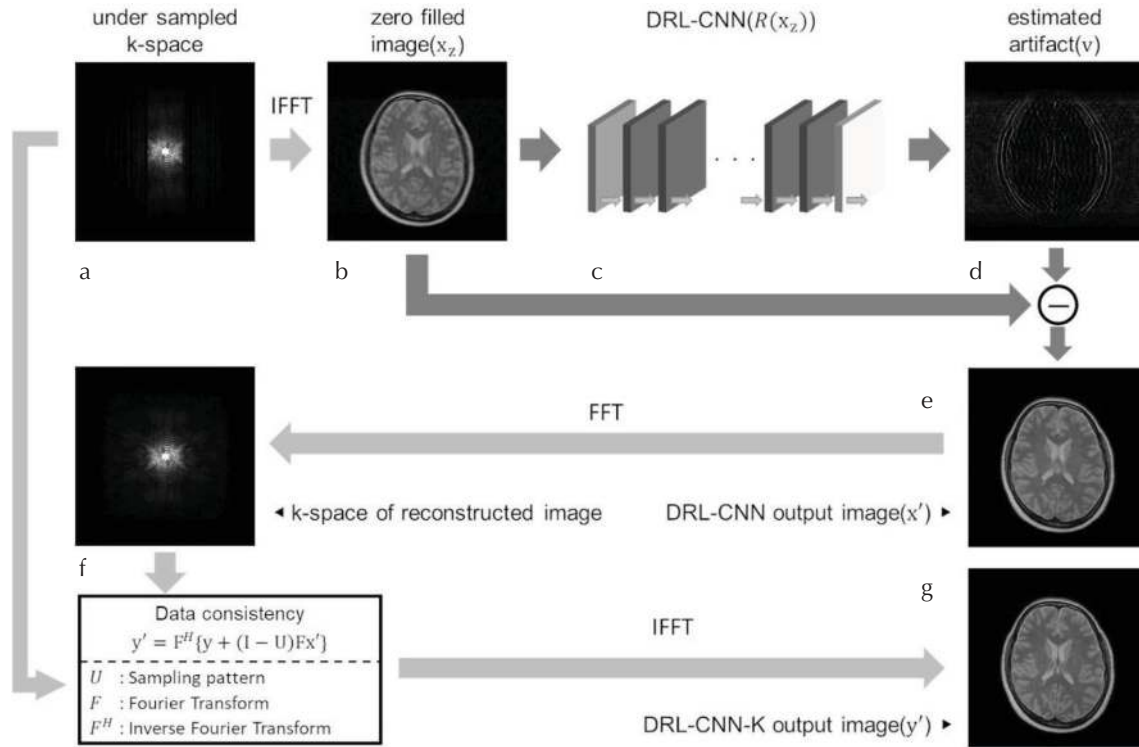 under sampled
k-space
zero filled
image(x_z)
DRL-CNN(R(x_z))
estimated
artifact(v)
IFFT
. . . .
a
b
c
d
−
e
FFT
◂ k-space of reconstructed image
DRL-CNN output image(x′) ▸
f
g
Data consistency
y′ = F^H{y + (I − U)Fx′}
U : Sampling pattern
F : Fourier Transform
F^H : Inverse Fourier Transform
IFFT
DRL-CNN-K output image(y′) ▸